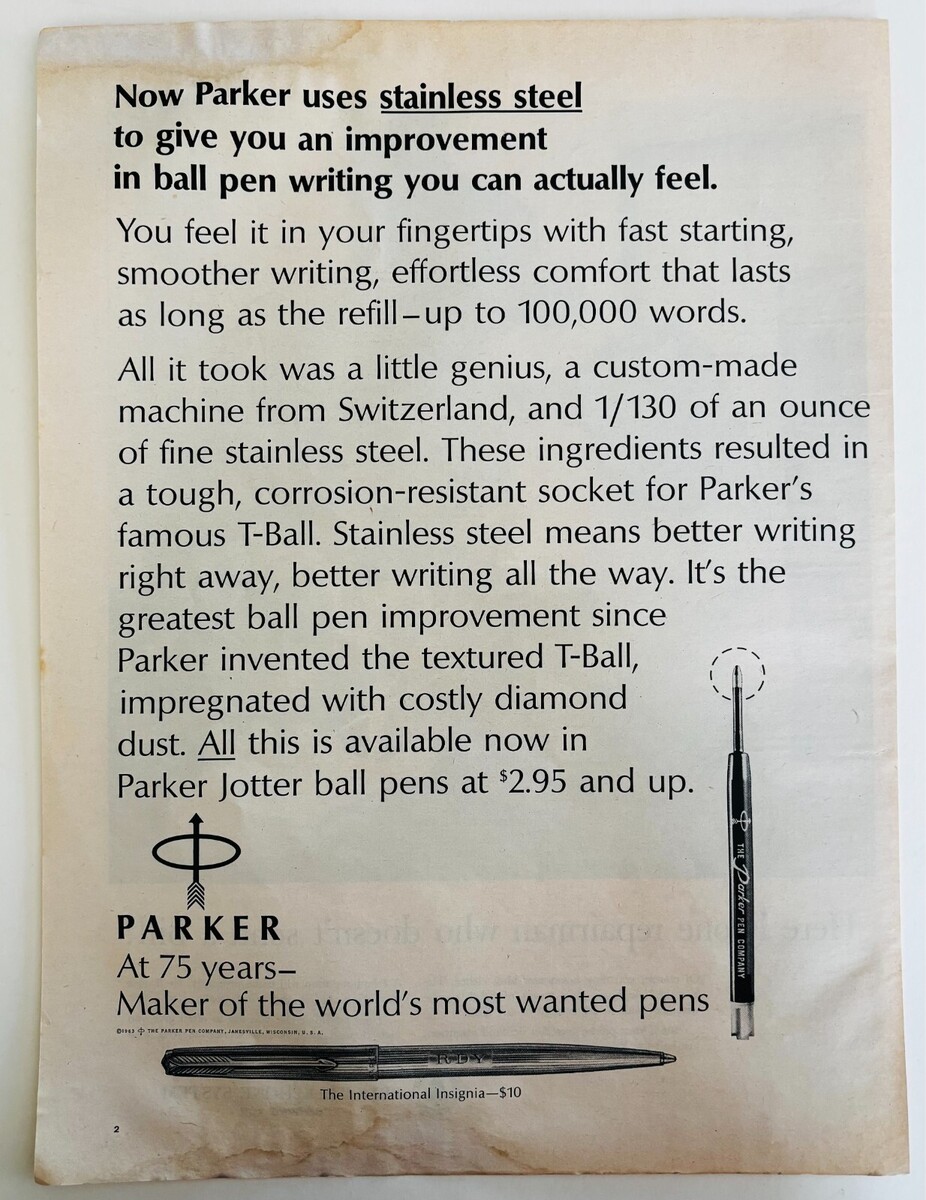 Now Parker uses stainless steel
to give you an improvement
in ball pen writing you can actually feel.
You feel it in your fingertips with fast starting,
smoother writing, effortless comfort that lasts
as long as the refill–up to 100,000 words.
All it took was a little genius, a custom-made
machine from Switzerland, and 1/130 of an ounce
of fine stainless steel. These ingredients resulted in
a tough, corrosion-resistant socket for Parker's
famous T-Ball. Stainless steel means better writing
right away, better writing all the way. It's the
greatest ball pen improvement since
Parker invented the textured T-Ball,
impregnated with costly diamond
dust. All this is available now in
Parker Jotter ball pens at $2.95 and up.
THE Parker PEN COMPANY
PARKER
At 75 years–
Maker of the world's most wanted pens
©1963 THE PARKER PEN COMPANY, JANESVILLE, WISCONSIN, U.S.A.
RDY
The International Insignia—$10
2